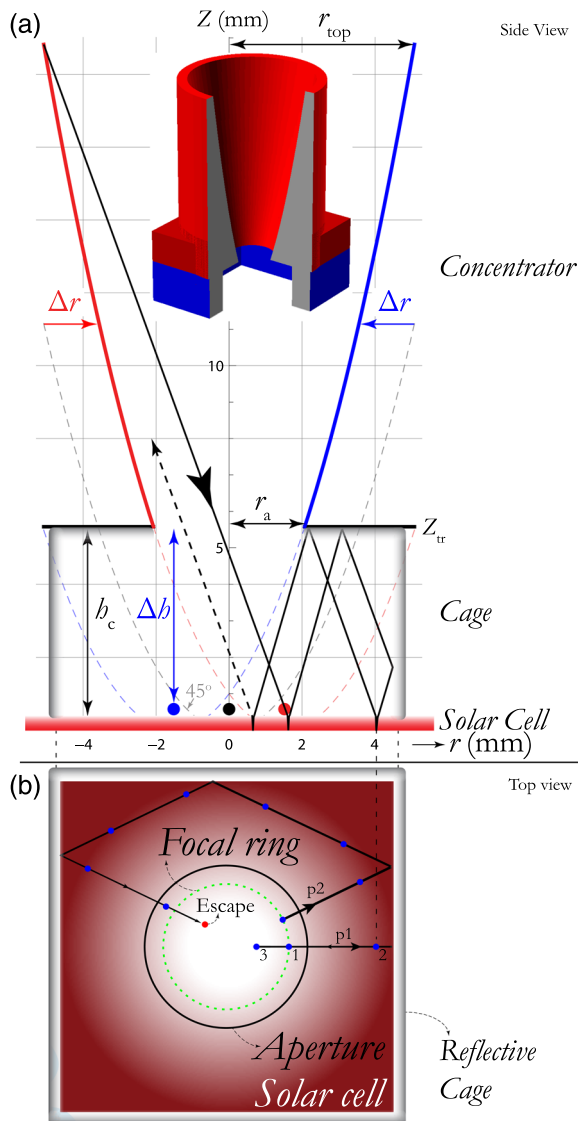 (a)
Z (mm)
r_top
Side View
Concentrator
Δr
Δr
10
r_a
5
Z_tr
h_c
Δh
Cage
45°
Solar Cell
−4
−2
0
2
4
r (mm)
(b)
Top view
Focal ring
Escape
p2
p1
3
1
2
Aperture
Reflective
Cage
Solar cell